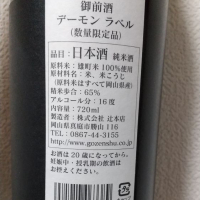 御前酒
デーモン ラベル
(数量限定品)
品目:日本酒 純米酒
原料米:雄町米100%使用
原材料名:米、米こうじ
(原料米はすべて岡山県産)
精米歩合:65%
アルコール分:16度
内容量:720ml
製造者:株式会社 辻本店
岡山県真庭市勝山 116
TEL. 0867-44-3155
http://www.gozenshu.co.jp
お酒は20歳になってから。
妊娠中・授乳期の飲酒は